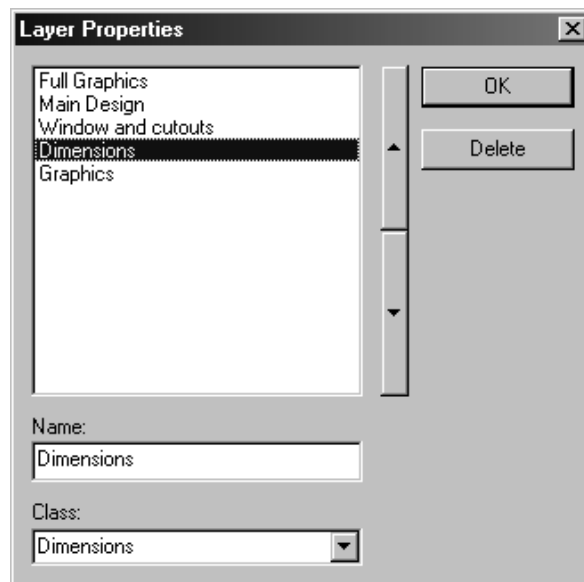 Layer Properties
Full Graphics
Main Design
Window and cutouts
Dimensions
Graphics
OK
Delete
Name:
Dimensions
Class:
Dimensions